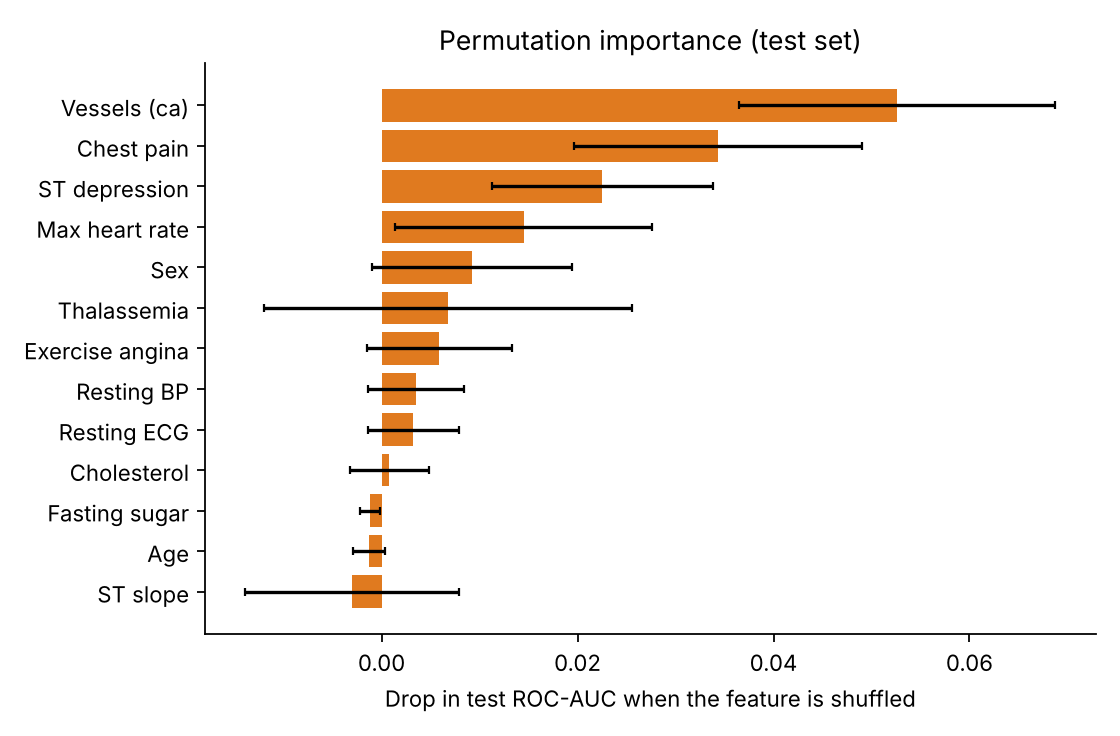 Permutation importance (test set)
Vessels (ca)
Chest pain
ST depression
Max heart rate
Sex
Thalassemia
Exercise angina
Resting BP
Resting ECG
Cholesterol
Fasting sugar
Age
ST slope
0.00 0.02 0.04 0.06
Drop in test ROC-AUC when the feature is shuffled